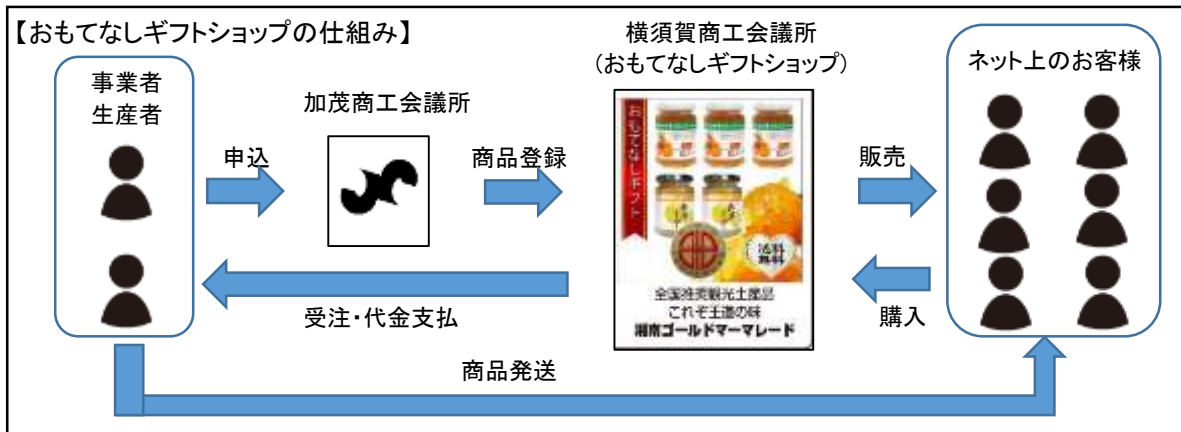 【おもてなしギフトショップの仕組み】
事業者
生産者
申込
加茂商工会議所
商品登録
横須賀商工会議所
（おもてなしギフトショップ）
おもてなしギフト
送料
無料
全国推奨観光土産品
これぞ王道の味
湘南ゴールドマーマレード
販売
購入
ネット上のお客様
受注・代金支払
商品発送